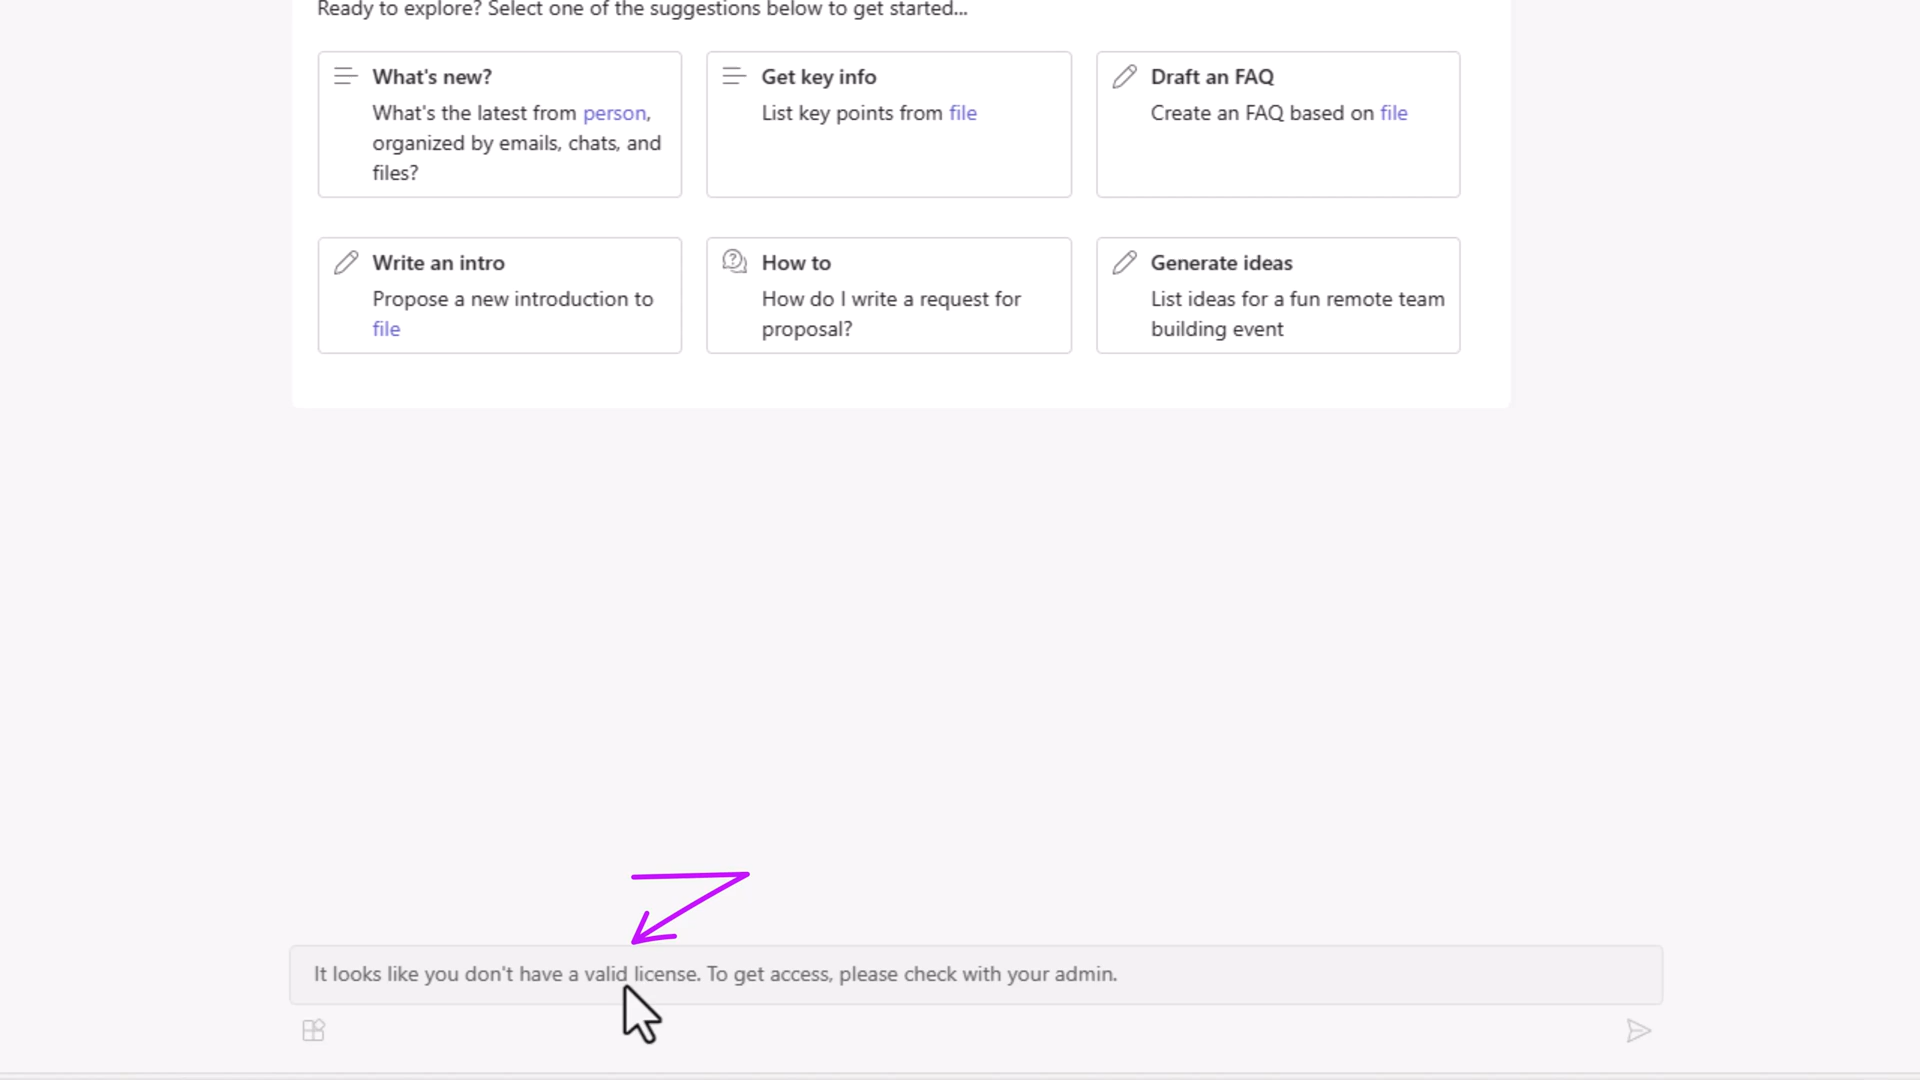 Ready to explore? Select one of the suggestions below to get started...
What's new?
What's the latest from person,
organized by emails, chats, and
files?
Get key info
List key points from file
Draft an FAQ
Create an FAQ based on file
Write an intro
Propose a new introduction to
file
How to
How do I write a request for
proposal?
Generate ideas
List ideas for a fun remote team
building event
It looks like you don't have a valid license. To get access, please check with your admin.